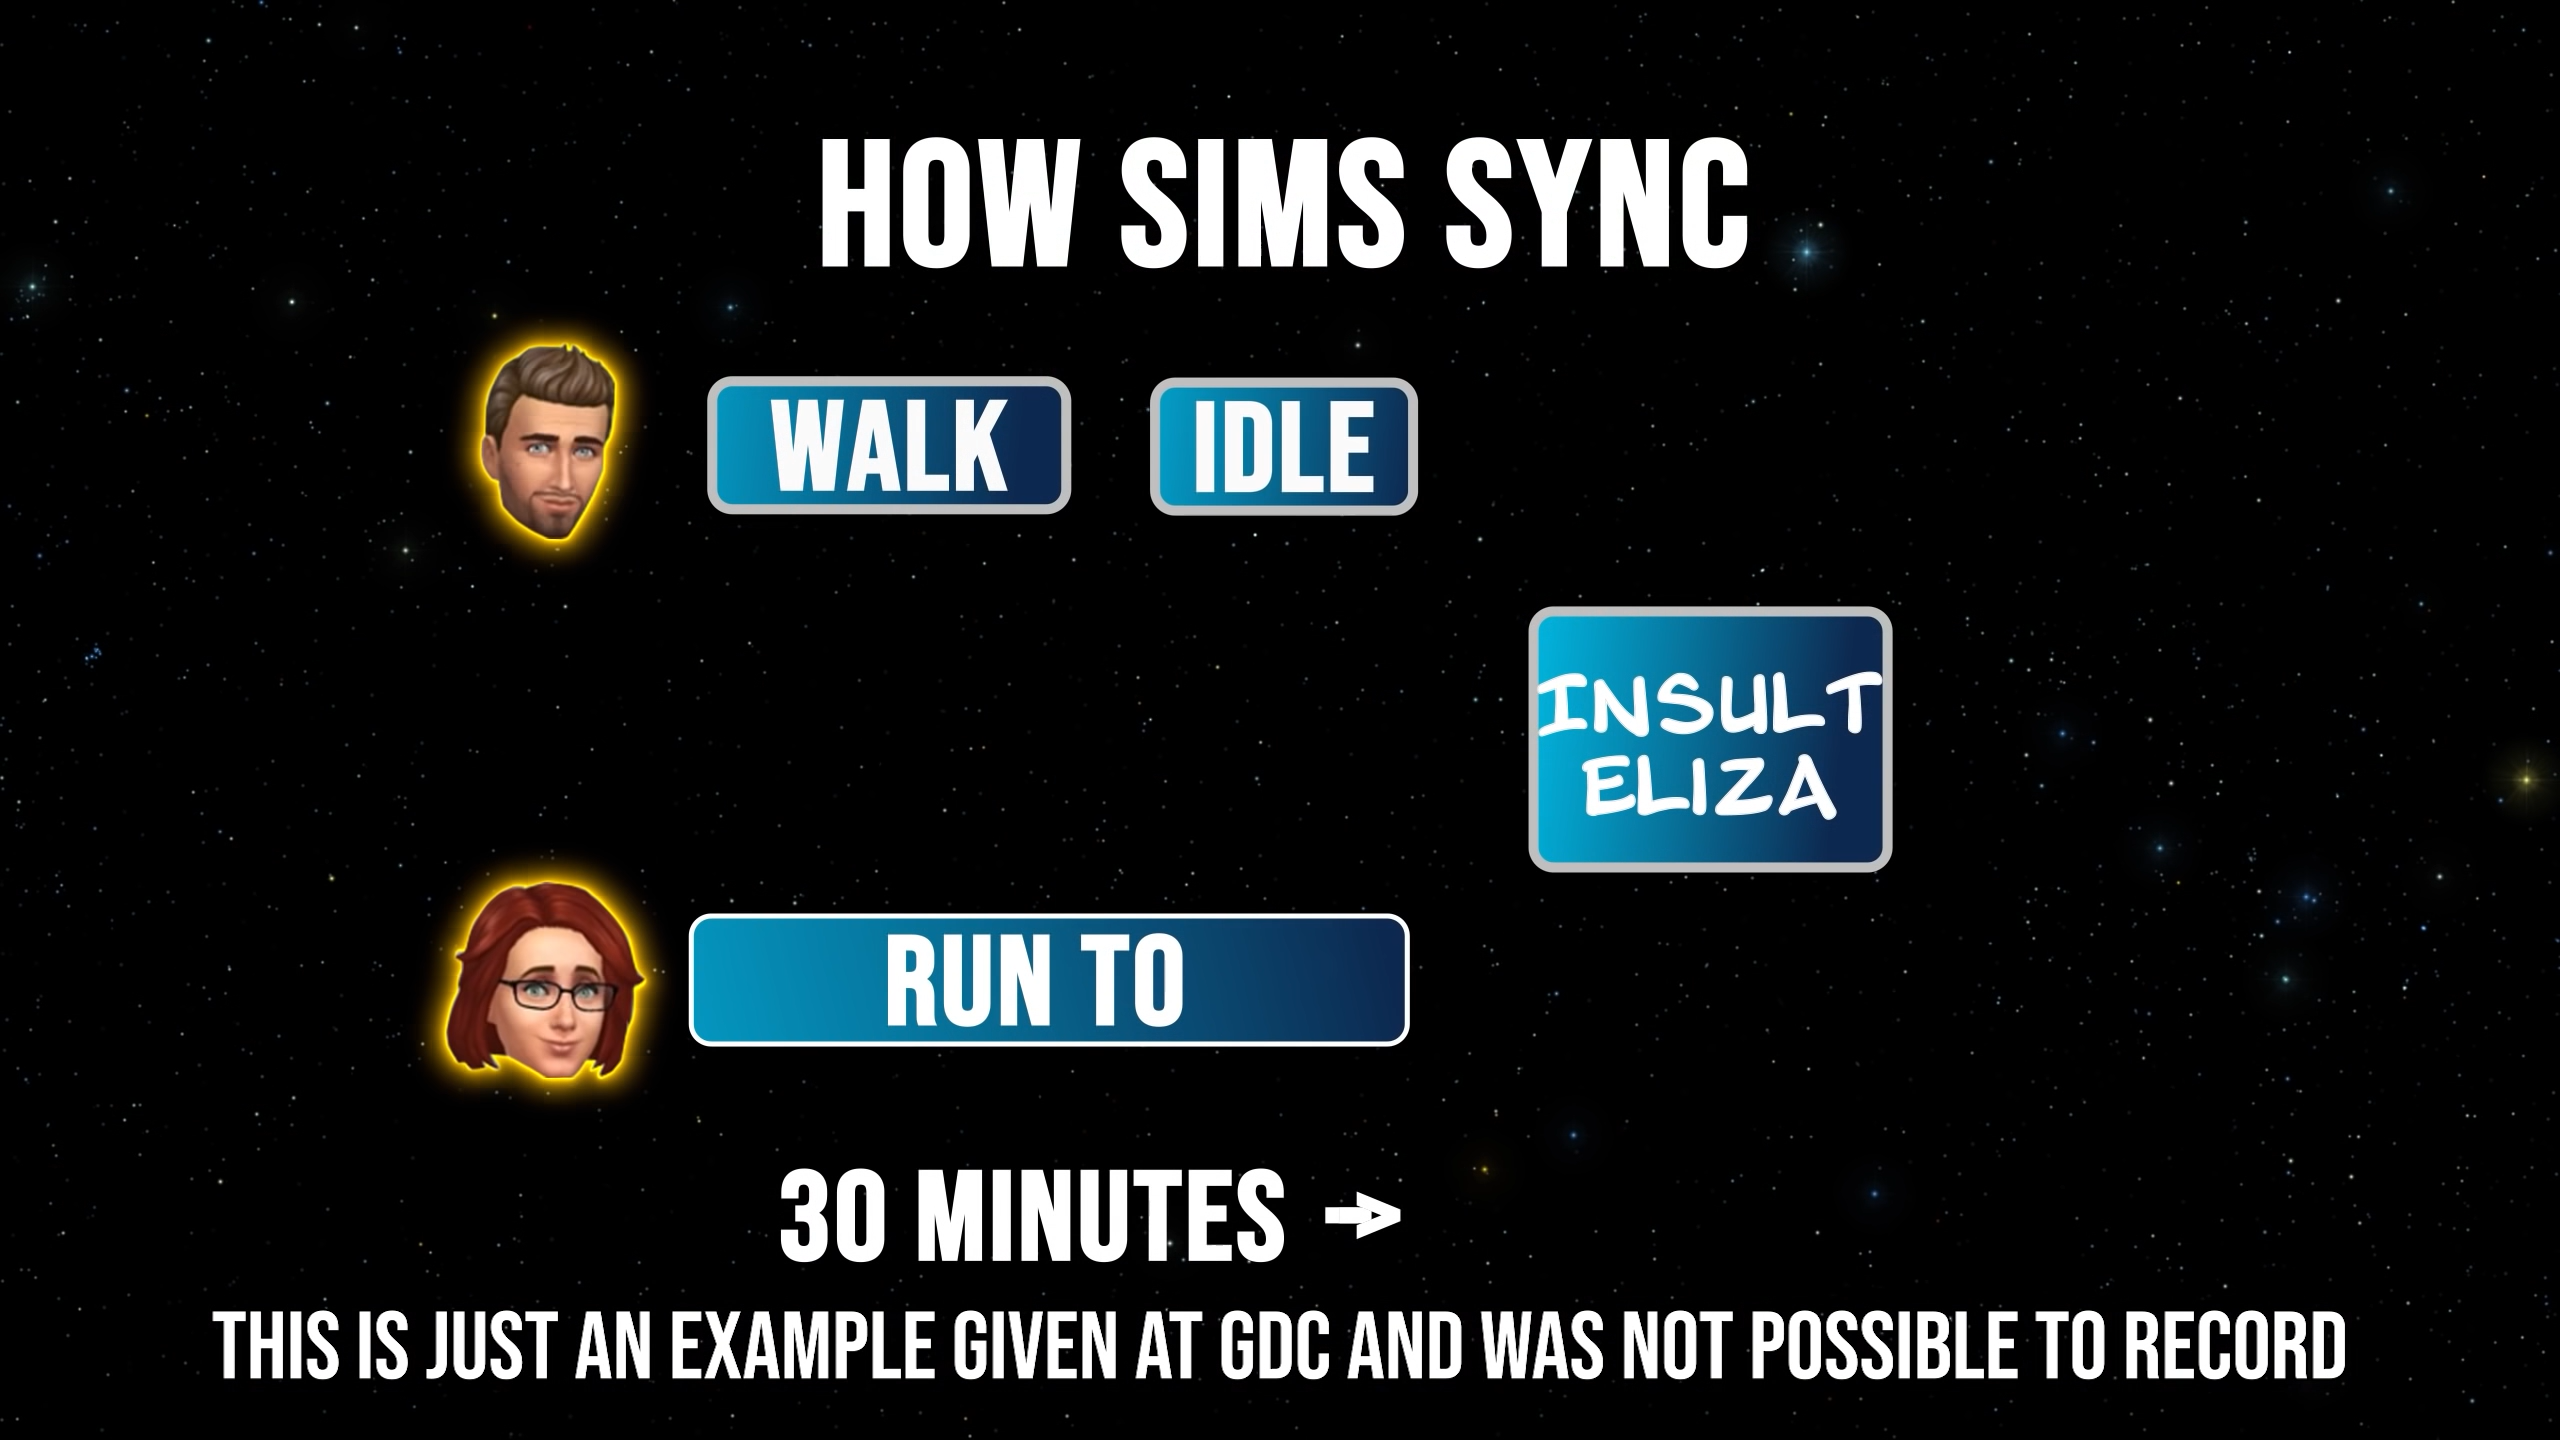 HOW SIMS SYNC
WALK
IDLE
INSULT
ELIZA
RUN TO
30 MINUTES →
THIS IS JUST AN EXAMPLE GIVEN AT GDC AND WAS NOT POSSIBLE TO RECORD